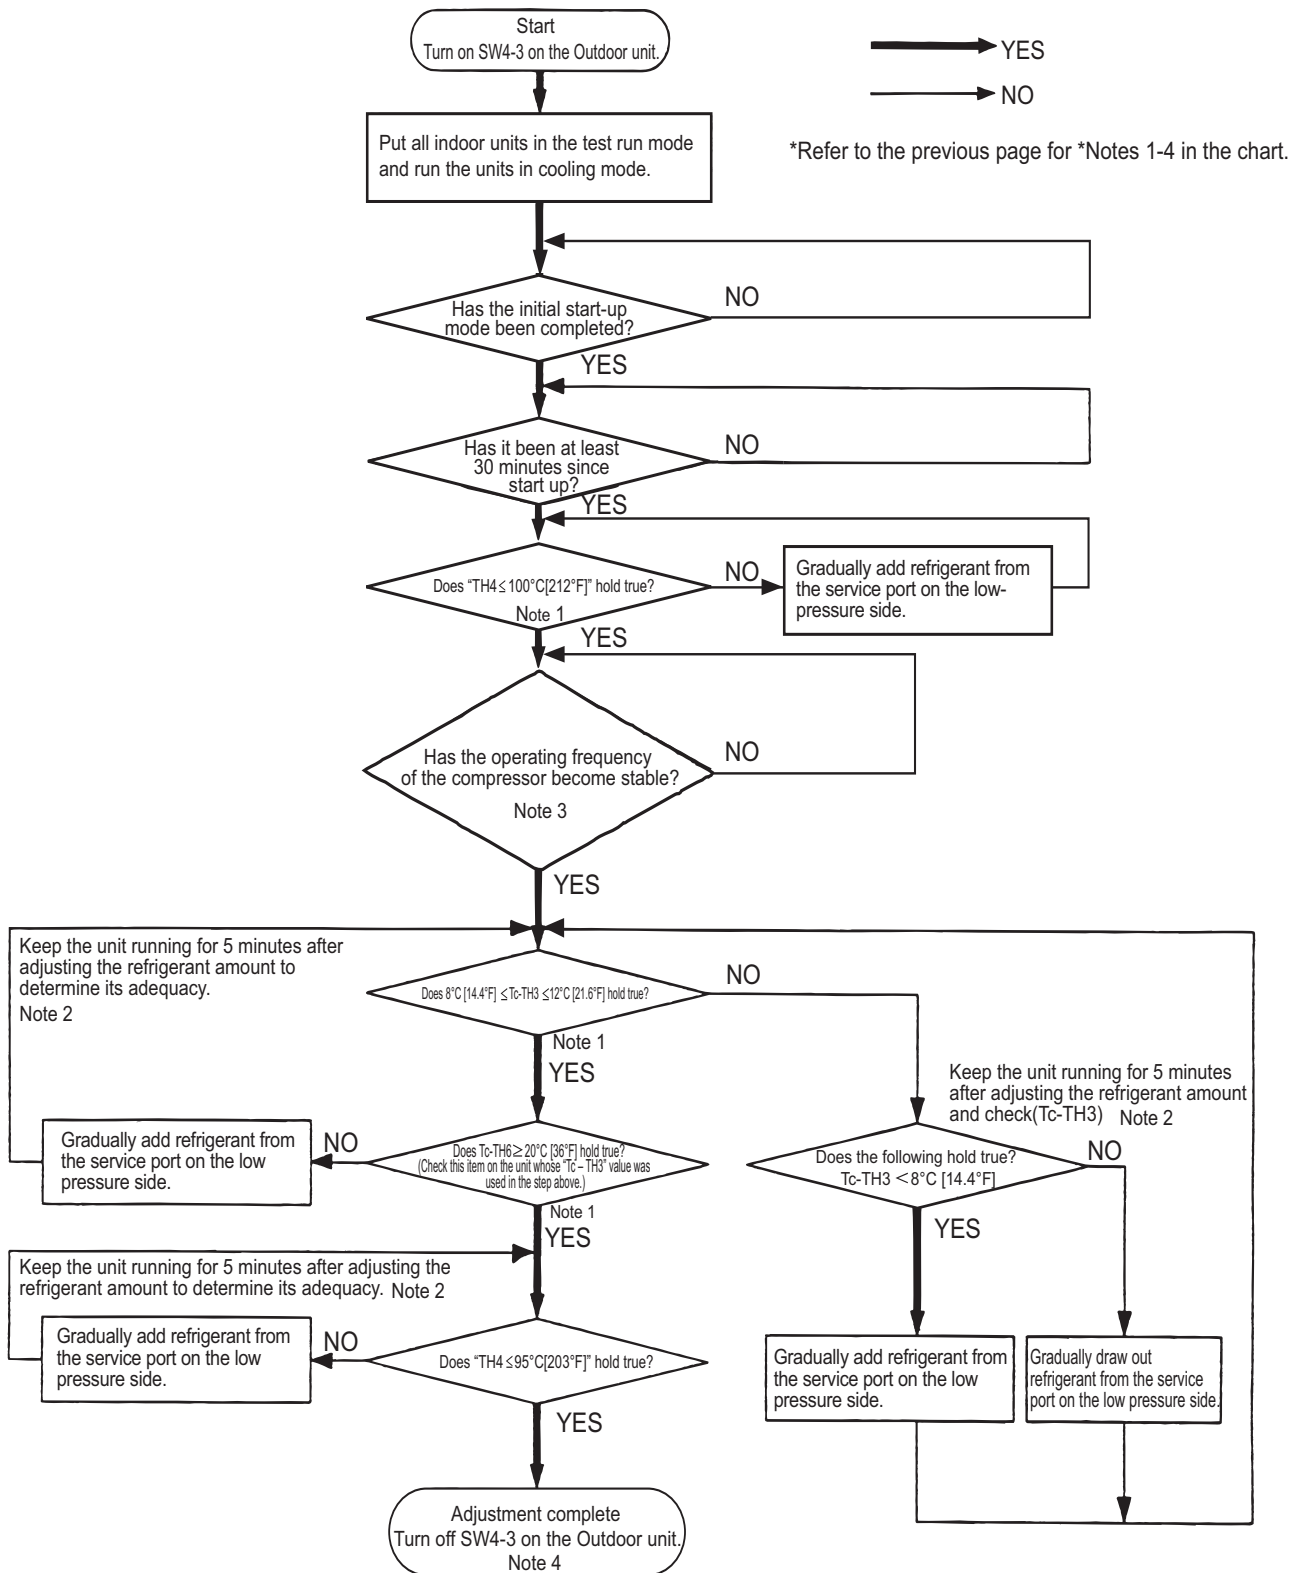 Start
Turn on SW4-3 on the Outdoor unit.
YES
NO
*Refer to the previous page for *Notes 1-4 in the chart.
Put all indoor units in the test run mode
and run the units in cooling mode.
Has the initial start-up
mode been completed?
NO
YES
Has it been at least
30 minutes since
start up?
NO
YES
Does “TH4≤100°C[212°F]” hold true?
Note 1
NO
Gradually add refrigerant from
the service port on the low-
pressure side.
YES
Has the operating frequency
of the compressor become stable?
Note 3
NO
YES
Keep the unit running for 5 minutes after
adjusting the refrigerant amount to
determine its adequacy.
Note 2
Does 8°C [14.4°F] ≤Tc-TH3 ≤12°C [21.6°F] hold true?
Note 1
NO
YES
Keep the unit running for 5 minutes
after adjusting the refrigerant amount
and check(Tc-TH3) Note 2
Gradually add refrigerant from
the service port on the low
pressure side.
NO
Does Tc-TH6≥20°C [36°F] hold true?
(Check this item on the unit whose “Tc – TH3” value was
used in the step above.)
Note 1
YES
Does the following hold true?
Tc-TH3 <8°C [14.4°F]
NO
YES
Keep the unit running for 5 minutes after adjusting the
refrigerant amount to determine its adequacy. Note 2
Gradually add refrigerant from
the service port on the low
pressure side.
NO
Does “TH4≤95°C[203°F]” hold true?
YES
Gradually add refrigerant from
the service port on the low
pressure side.
Gradually draw out
refrigerant from the service
port on the low pressure side.
Adjustment complete
Turn off SW4-3 on the Outdoor unit.
Note 4